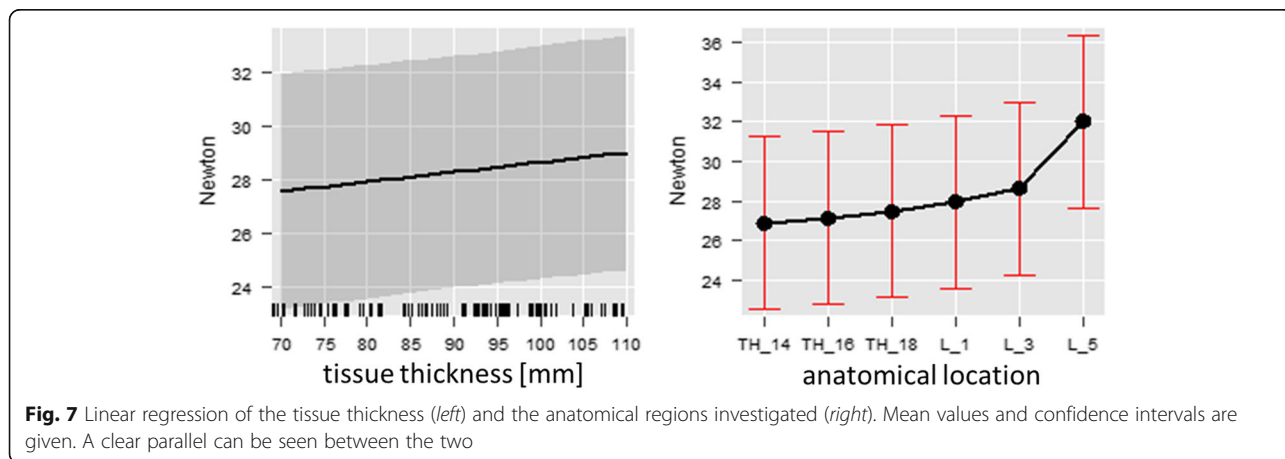 32
30
28
26
24
Newton
70 75 80 85 90 95 100 105 110
tissue thickness [mm]
36
34
32
30
28
26
24
Newton
TH_14 TH_16 TH_18 L_1 L_3 L_5
anatomical location
Fig. 7 Linear regression of the tissue thickness (left) and the anatomical regions investigated (right). Mean values and confidence intervals are
given. A clear parallel can be seen between the two